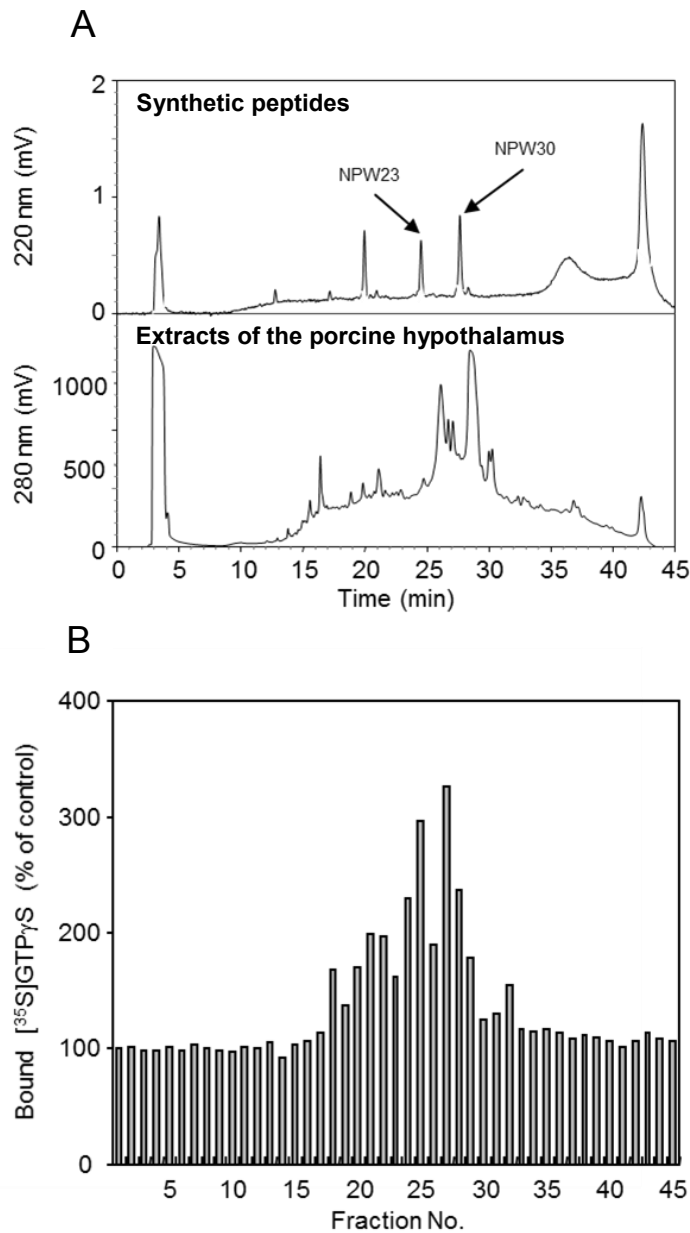 A
2
Synthetic peptides
NPW30
NPW23
1
220 nm (mV)
0
Extracts of the porcine hypothalamus
1000
500
280 nm (mV)
0
0 5 10 15 20 25 30 35 40 45
Time (min)
B
400
300
200
100
0
Bound [³⁵S]GTPγS (% of control)
5 10 15 20 25 30 35 40 45
Fraction No.